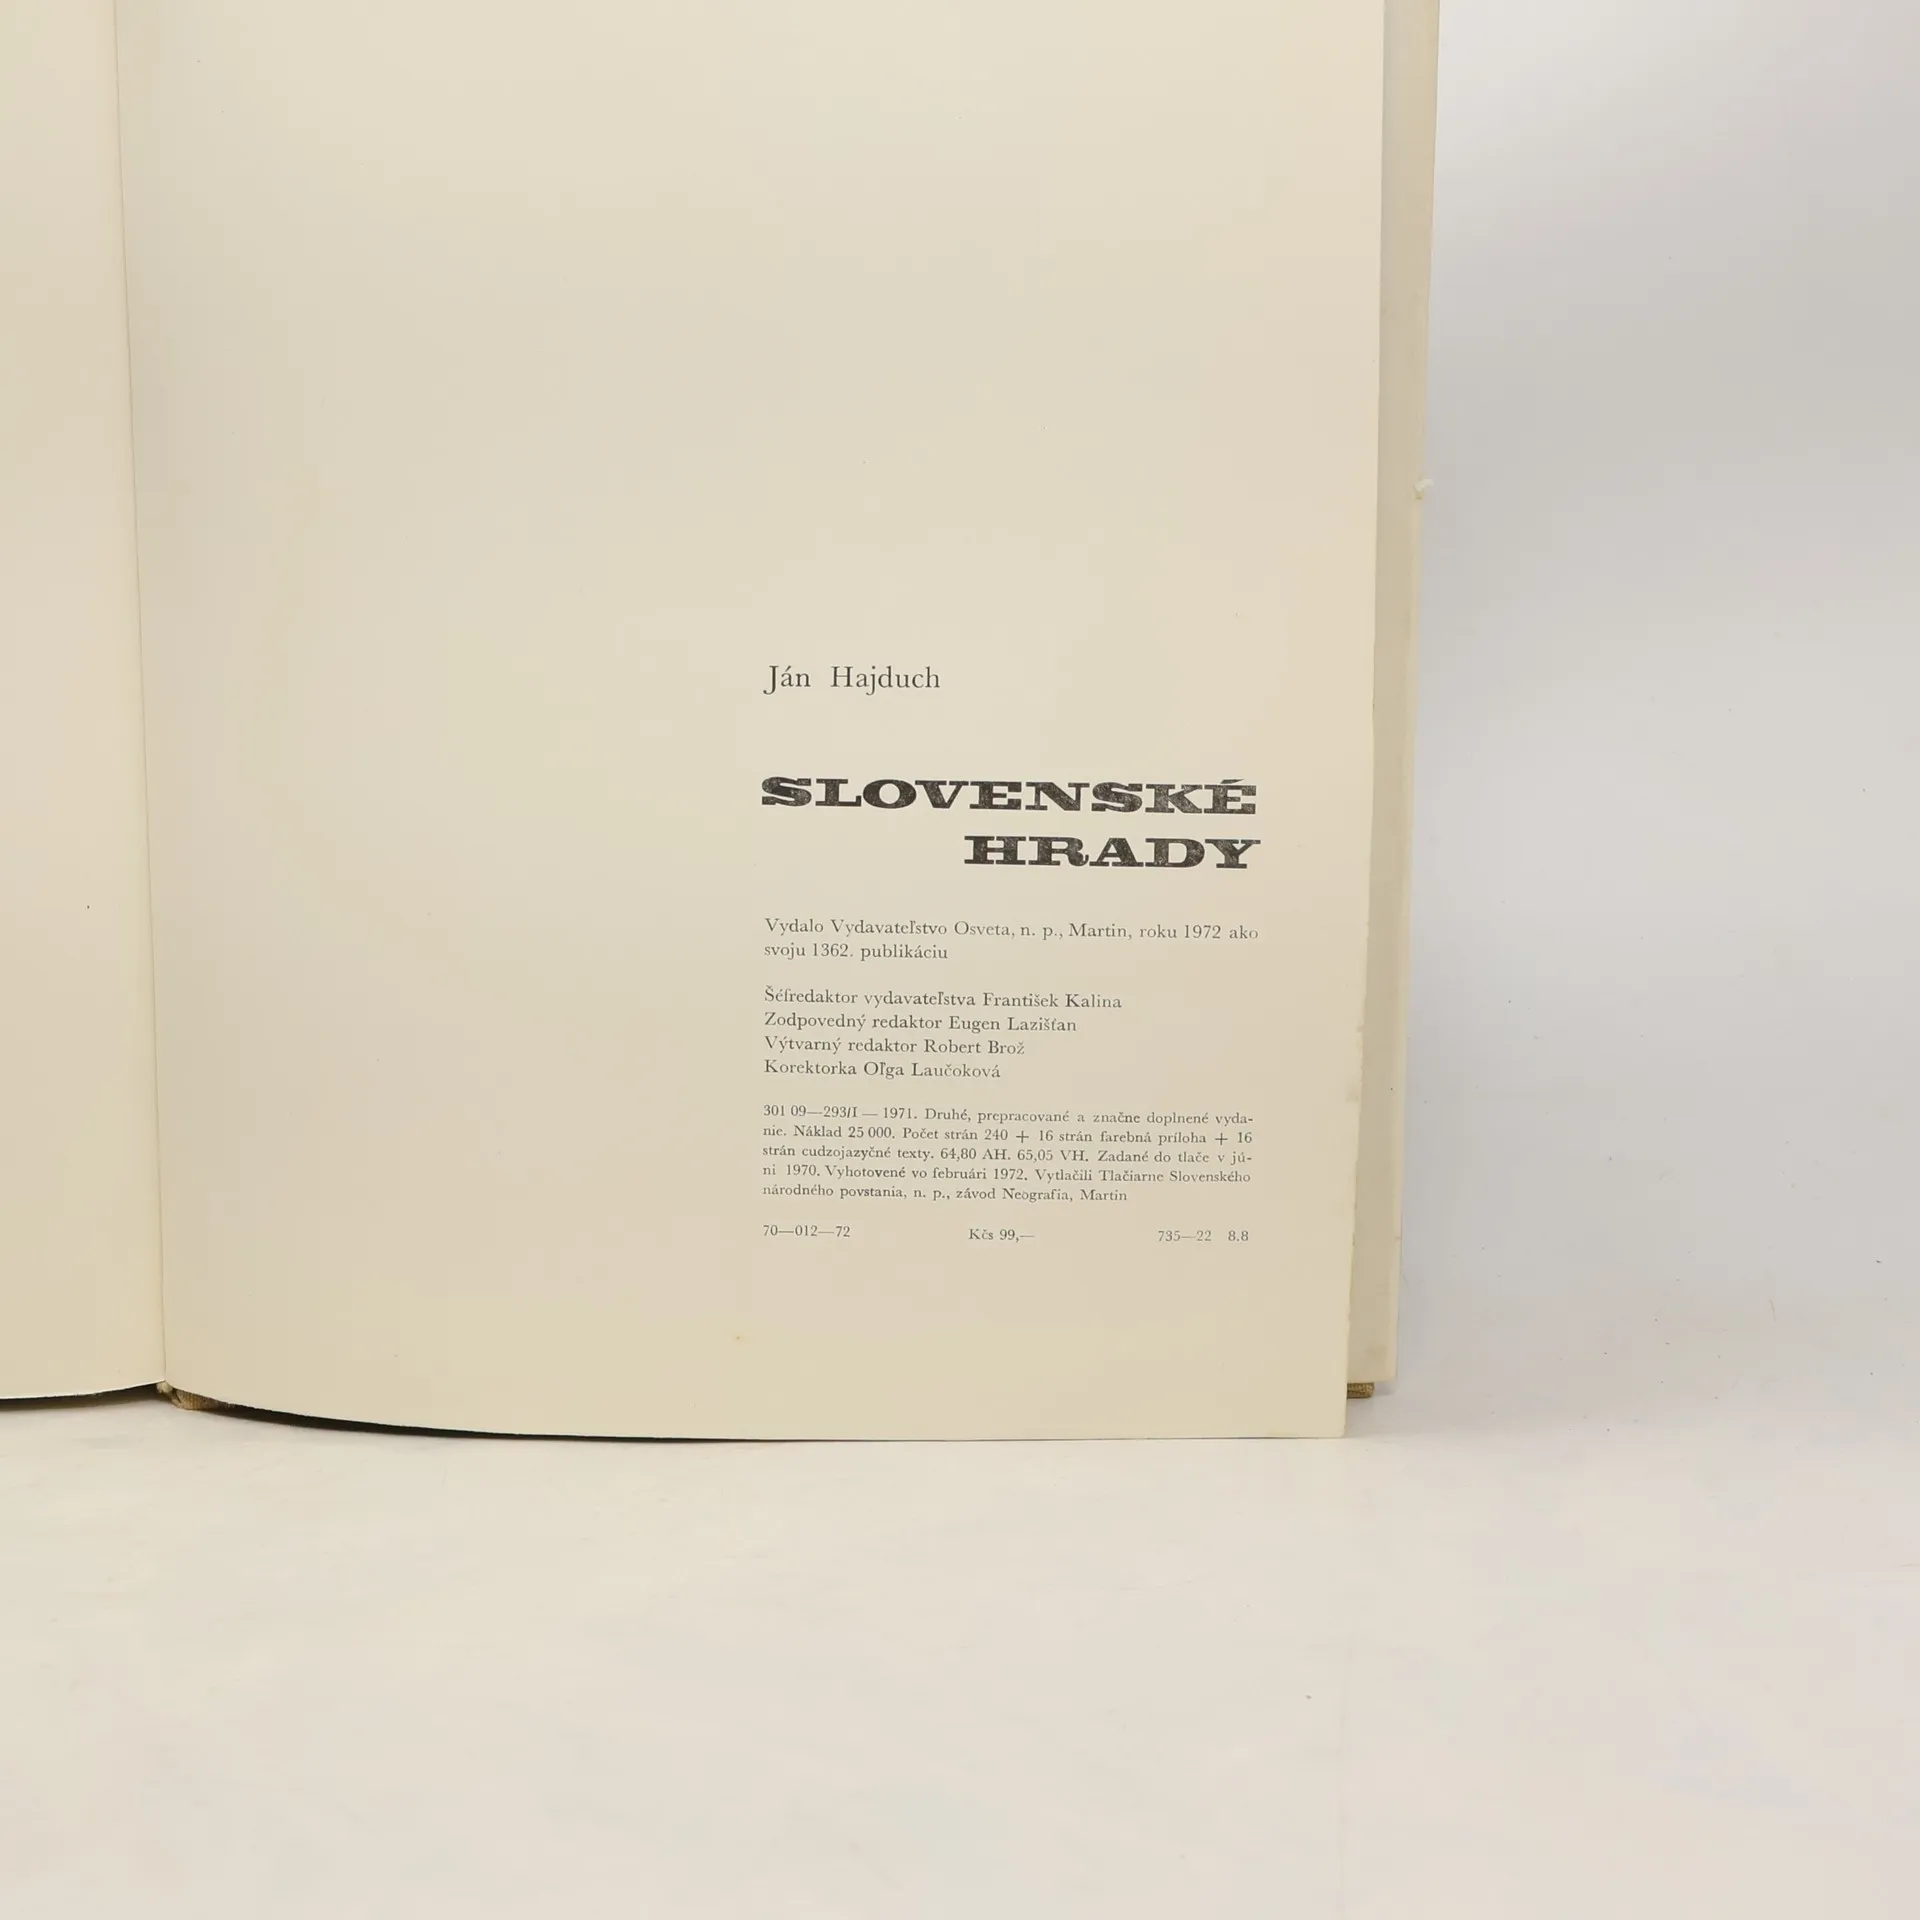 Ján Hajduch
SLOVENSKÉ
HRADY
Vydalo Vydavateľstvo Osveta, n. p., Martin, roku 1972 ako
svoju 1362. publikáciu
Šéfredaktor vydavateľstva František Kalina
Zodpovedný redaktor Eugen Lazišťan
Výtvarný redaktor Robert Brož
Korektorka Oľga Laučoková
301 09—293/I — 1971. Druhé, prepracované a značne doplnené vyda-
nie. Náklad 25 000. Počet strán 240 + 16 strán farebná príloha + 16
strán cudzojazyčné texty. 64,80 AH. 65,05 VH. Zadané do tlače v jú-
ni 1970. Vyhotovené vo februári 1972. Vytlačili Tlačiarne Slovenského
národného povstania, n. p., závod Neografia, Martin
70—012—72 Kčs 99,— 735—22 8.8